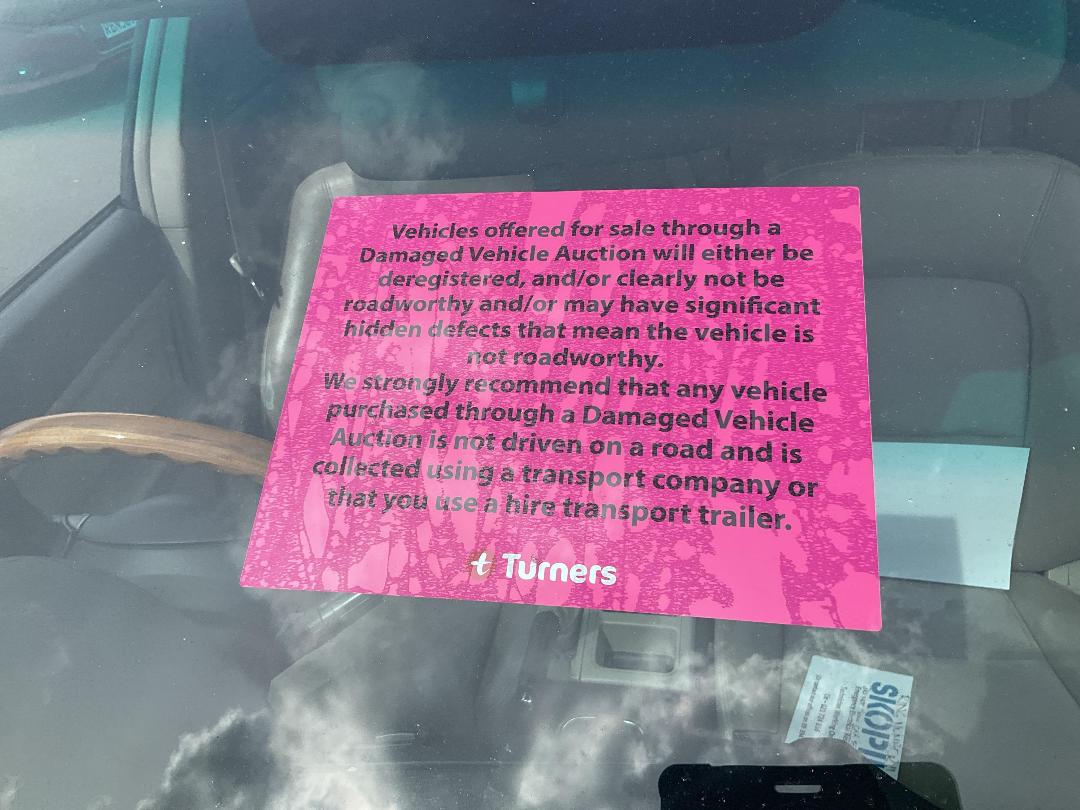 Vehicles offered for sale through a
Damaged Vehicle Auction will either be
deregistered, and/or clearly not be
roadworthy and/or may have significant
hidden defects that mean the vehicle is
not roadworthy.
We strongly recommend that any vehicle
purchased through a Damaged Vehicle
Auction is not driven on a road and is
collected using a transport company or
that you use a hire transport trailer.
t Turners